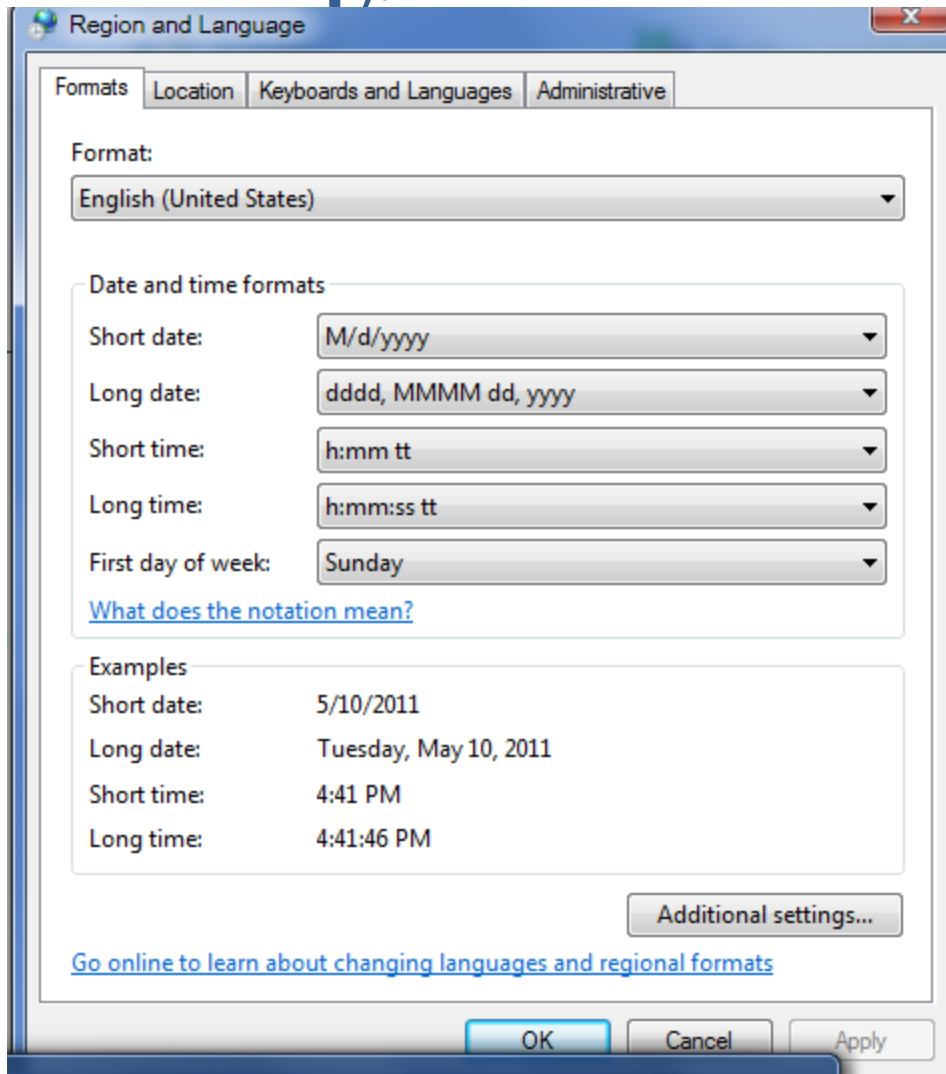 Region and Language
Formats Location Keyboards and Languages Administrative
Format:
English (United States)
Date and time formats
Short date: M/d/yyyy
Long date: dddd, MMMM dd, yyyy
Short time: h:mm tt
Long time: h:mm:ss tt
First day of week: Sunday
What does the notation mean?
Examples
Short date: 5/10/2011
Long date: Tuesday, May 10, 2011
Short time: 4:41 PM
Long time: 4:41:46 PM
Additional settings...
Go online to learn about changing languages and regional formats
OK Cancel Apply